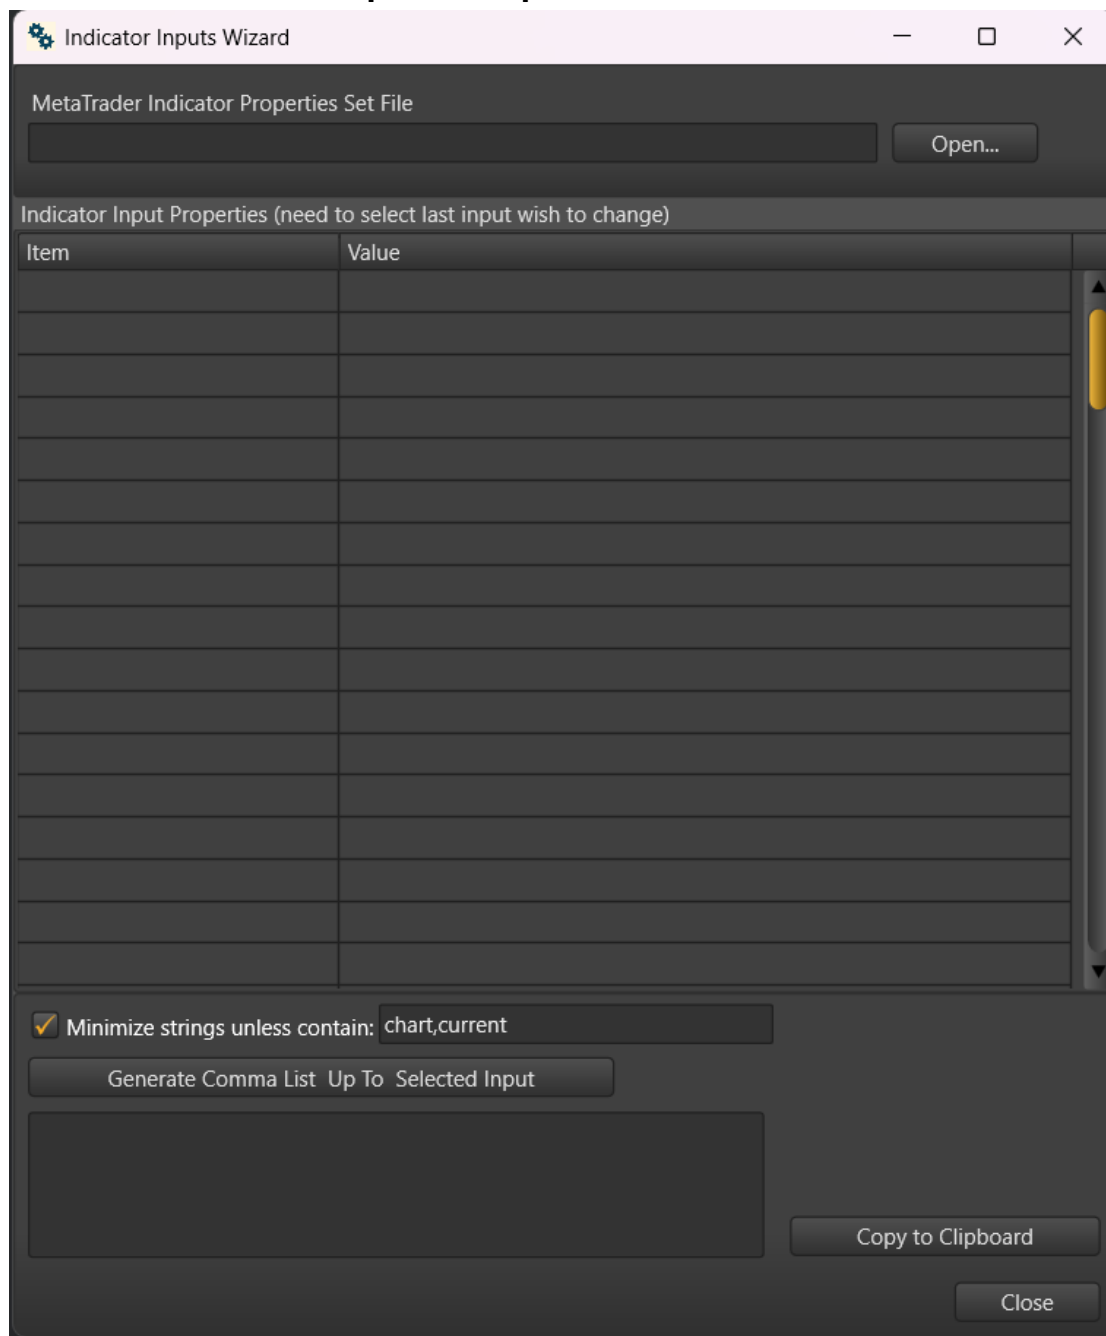 Indicator Inputs Wizard
MetaTrader Indicator Properties Set File
Open...
Indicator Input Properties (need to select last input wish to change)
Item Value
Minimize strings unless contain: chart,current
Generate Comma List Up To Selected Input
Copy to Clipboard
Close